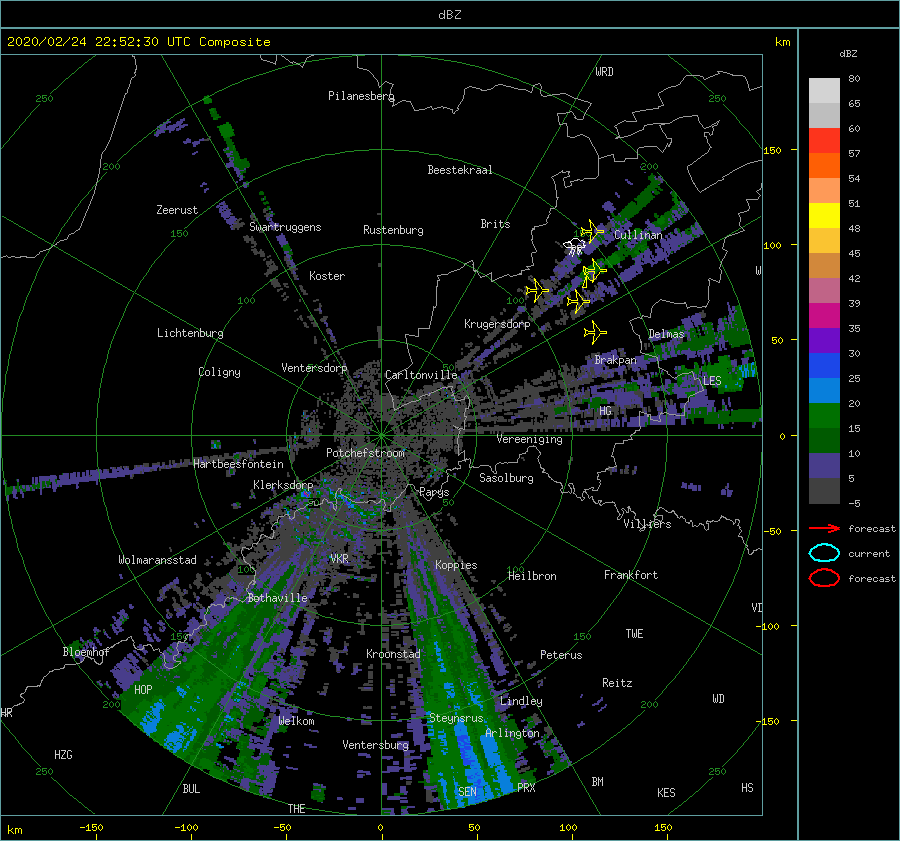 dBZ
2020/02/24 22:52:30 UTC Composite
km
dBZ
250
WRD
250
80
Pilanesberg
65
60
150
57
200
Beestekraal
200
54
Zeerust
51
Swartruggens
Brits
150
Rustenburg
Cullinan
48
100
45
Koster
W
42
100
100
39
Lichtenburg
Krugersdorp
Delmas
50
35
Coligny
Ventersdorp
Carltonville
Brakpan
30
50
LES
25
HG
20
Vereeniging
0
15
Potchefstroom
Hartbeesfontein
10
Klerksdorp
Parys
Sasolburg
5
50
50
-5
Villiers
-50
forecast
Wolmaransstad
VKR
current
Koppies
100
100
Heilbron
Frankfort
forecast
Bothaville
VI
-100
150
150
TWE
Bloemhof
Kroonstad
Peterus
HOP
Reitz
200
Lindley
200
WD
HR
Welkom
Steynsrus
-150
Arlington
HZG
Ventersburg
250
250
BUL
SEN
PRX
BM
KES
HS
THE
km
-150
-100
-50
0
50
100
150